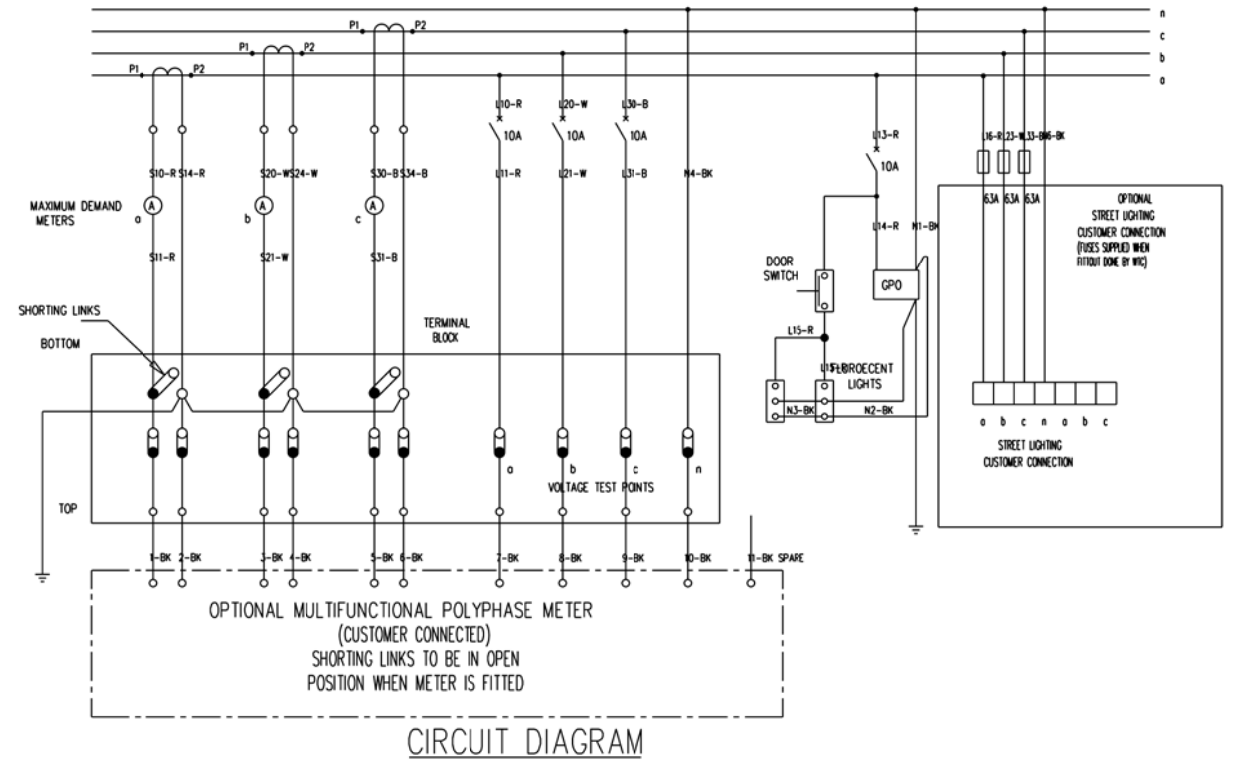 n
P1 P2
c
P1 P2
b
P1 P2
a
L10-R L20-W L30-B
10A 10A 10A
L13-R
10A
L16-R L23-W L33-B N6-BK
S10-R S14-R S20-W S24-W S30-B S34-B L11-R L21-W L31-B N4-BK
63A 63A 63A
MAXIMUM DEMAND
METERS
a A b A c A
OPTIONAL
STREET LIGHTING
CUSTOMER CONNECTION
(FUSES SUPPLIED WHEN
FITTOUT DONE BY WTC)
L14-R N1-BK
S11-R S21-W S31-B
DOOR
SWITCH
GPO
SHORTING LINKS
BOTTOM
TERMINAL
BLOCK
L15-R
L15-R
FLUROECENT
LIGHTS
N3-BK N2-BK
a b c n a b c
STREET LIGHTING
CUSTOMER CONNECTION
a b c n
VOLTAGE TEST POINTS
TOP
1-BK 2-BK 3-BK 4-BK 5-BK 6-BK 7-BK 8-BK 9-BK 10-BK 11-BK SPARE
OPTIONAL MULTIFUNCTIONAL POLYPHASE METER
(CUSTOMER CONNECTED)
SHORTING LINKS TO BE IN OPEN
POSITION WHEN METER IS FITTED
CIRCUIT DIAGRAM